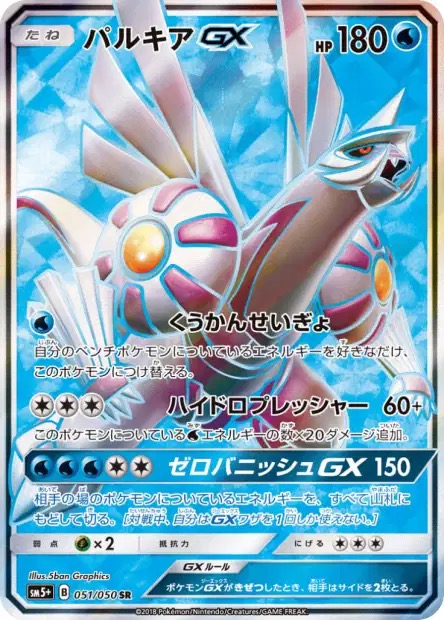 たね パルキアGX HP 180
くうかんせいぎょ
自分のベンチポケモンについているエネルギーを好きなだけ、
このポケモンにつけ替える。
ハイドロプレッシャー 60+
このポケモンについている エネルギーの数×20ダメージ追加。
ゼロバニッシュGX 150
相手の場のポケモンについているエネルギーを、すべて山札に
もどして切る。[対戦中、自分はGXワザを1回しか使えない。]
弱点 ×2 抵抗力 にげる
Illus. 5ban Graphics
GXルール
ポケモンGXがきぜつしたとき、相手はサイドを2枚とる。
sm5+ B 051/050 SR
©2018 Pokémon/Nintendo/Creatures/GAME FREAK.